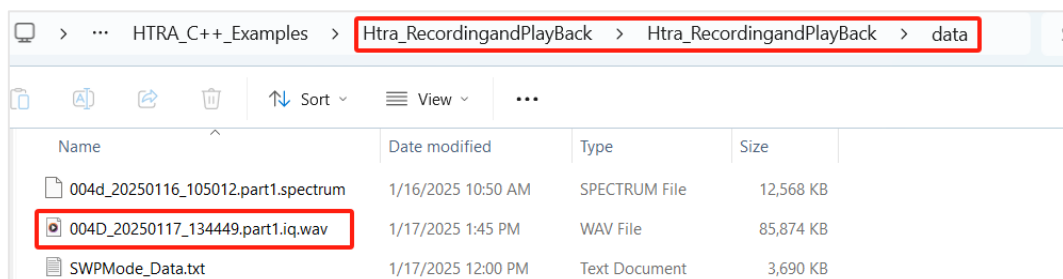 > ... HTRA_C++_Examples > Htra_RecordingandPlayBack > Htra_RecordingandPlayBack > data
Sort View ...
Name Date modified Type Size
004d_20250116_105012.part1.spectrum 1/16/2025 10:50 AM SPECTRUM File 12,568 KB
004D_20250117_134449.part1.iq.wav 1/17/2025 1:45 PM WAV File 85,874 KB
SWPMode_Data.txt 1/17/2025 12:00 PM Text Document 3,690 KB